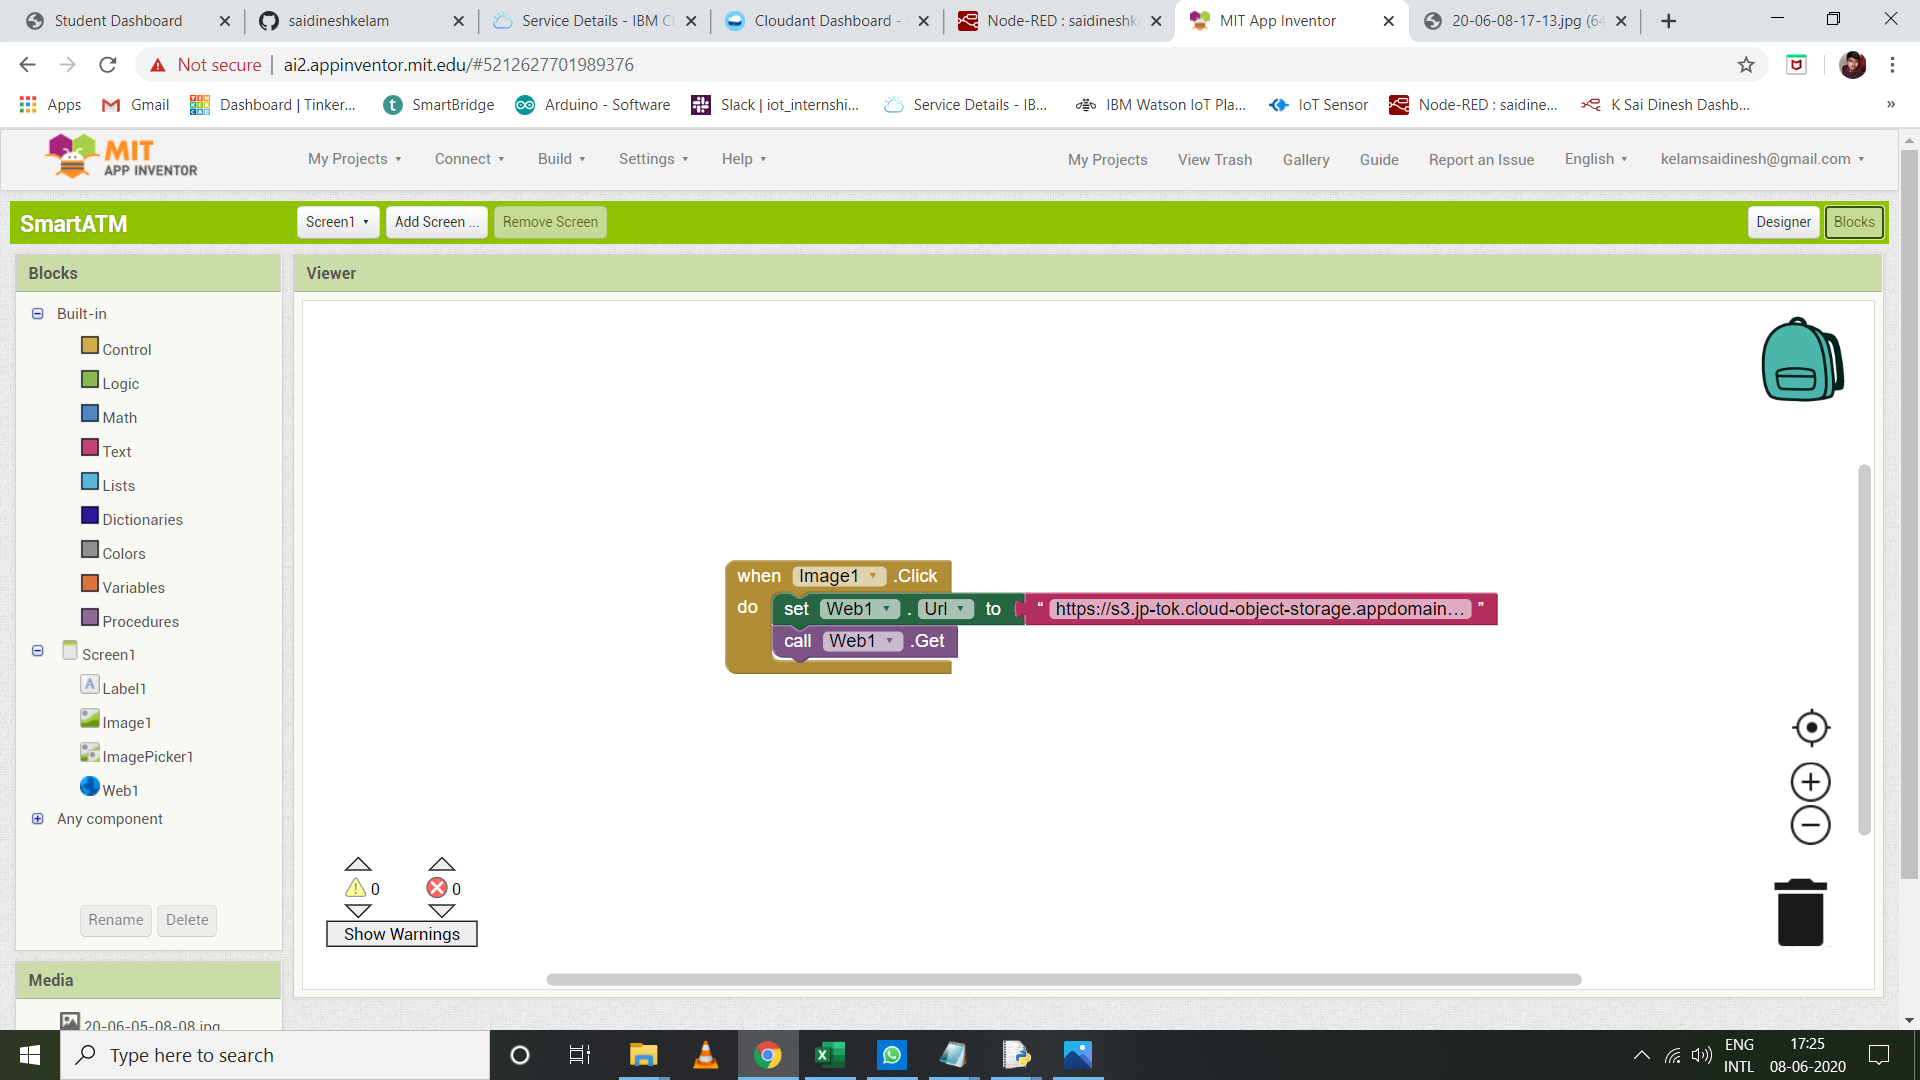 Student Dashboard
saidineshkelam
Service Details - IBM Cl
Cloudant Dashboard -
Node-RED : saidineshk
MIT App Inventor
20-06-08-17-13.jpg (64
Not secure
ai2.appinventor.mit.edu/#5212627701989376
Apps
Gmail
Dashboard | Tinker...
SmartBridge
Arduino - Software
Slack | iot_internshi...
Service Details - IB...
IBM Watson IoT Pla...
IoT Sensor
Node-RED : saidine...
K Sai Dinesh Dashb...
»
MIT
APP INVENTOR
My Projects
Connect
Build
Settings
Help
My Projects
View Trash
Gallery
Guide
Report an Issue
English
kelamsaidinesh@gmail.com
SmartATM
Screen1
Add Screen ...
Remove Screen
Designer
Blocks
Blocks
Viewer
Built-in
Control
Logic
Math
Text
Lists
Dictionaries
Colors
Variables
Procedures
Screen1
Label1
Image1
ImagePicker1
Web1
Any component
Rename
Delete
Media
20-06-05-08-08.jpg
when Image1 .Click
do set Web1 . Url to “ https://s3.jp-tok.cloud-object-storage.appdomain... ”
call Web1 .Get
0 0
Show Warnings
Type here to search
ENG
INTL
17:25
08-06-2020